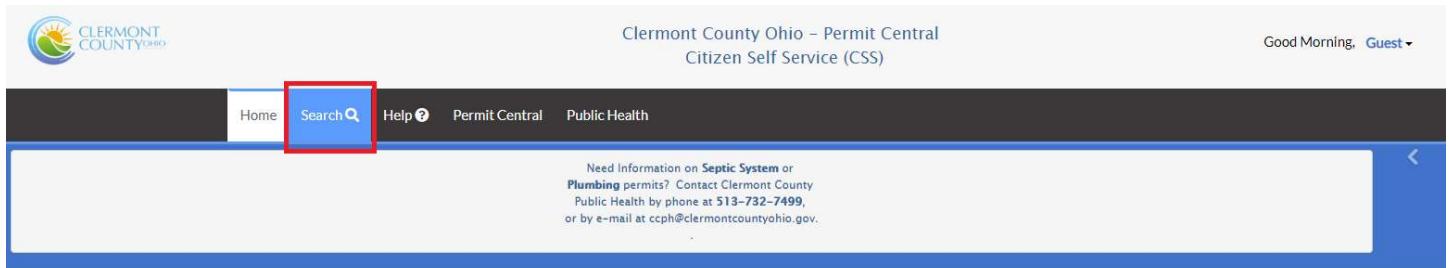 CLERMONT
COUNTY OHIO
Clermont County Ohio – Permit Central
Citizen Self Service (CSS)
Good Morning, Guest
Home Search Help Permit Central Public Health
Need Information on Septic System or
Plumbing permits? Contact Clermont County
Public Health by phone at 513-732-7499,
or by e-mail at ccph@clermontcountyohio.gov.
.